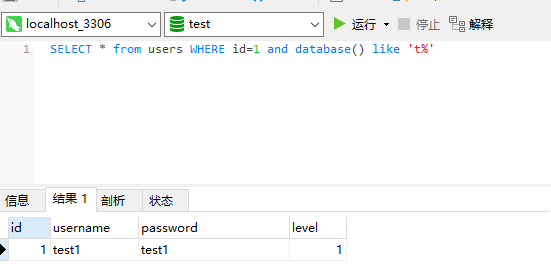 localhost_3306 test 运行 停止 解释
1 SELECT * from users WHERE id=1 and database() like 't%'
信息 结果 1 剖析 状态
id username password level
1 test1 test1 1